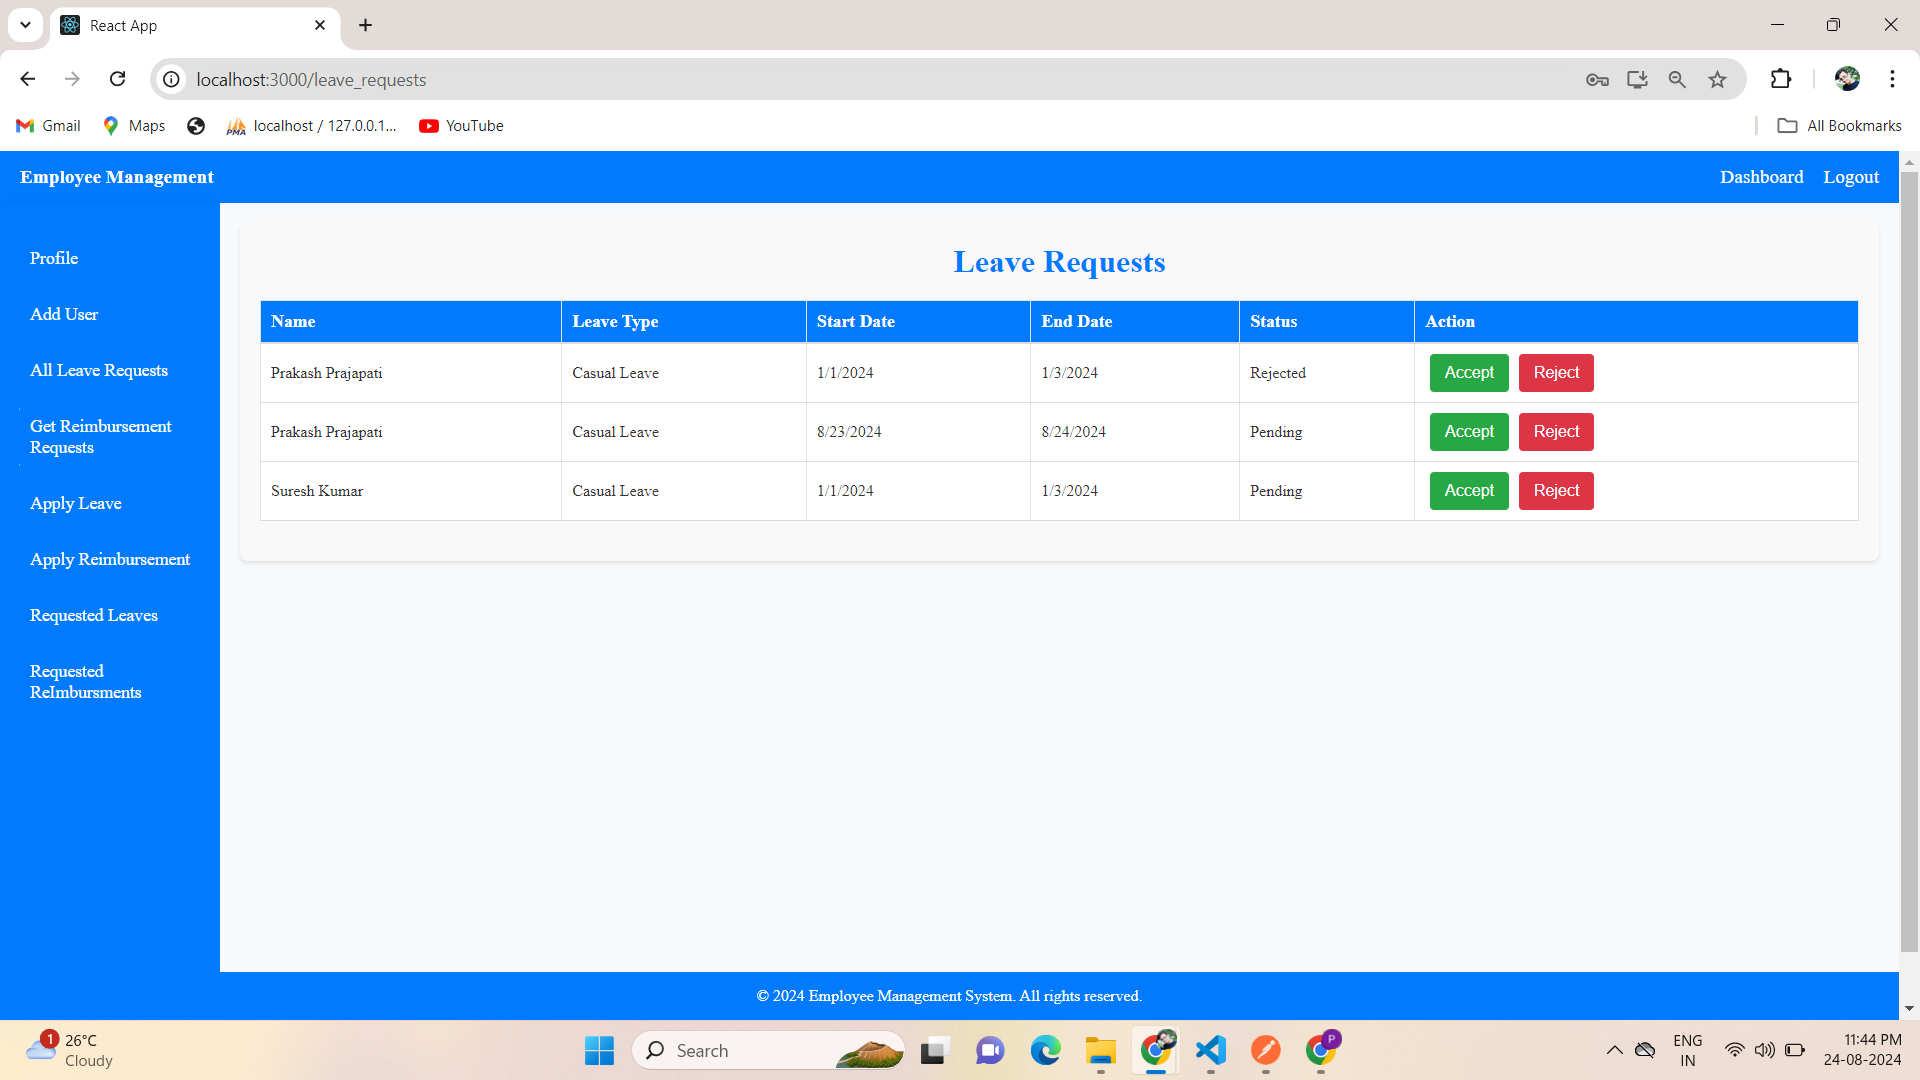 React App
localhost:3000/leave_requests
Gmail
Maps
PMA
localhost / 127.0.0.1...
YouTube
All Bookmarks
Employee Management
Dashboard
Logout
Profile
Add User
All Leave Requests
Get Reimbursement
Requests
Apply Leave
Apply Reimbursement
Requested Leaves
Requested
ReImbursments
Leave Requests
Name Leave Type Start Date End Date Status Action
Prakash Prajapati Casual Leave 1/1/2024 1/3/2024 Rejected Accept Reject
Prakash Prajapati Casual Leave 8/23/2024 8/24/2024 Pending Accept Reject
Suresh Kumar Casual Leave 1/1/2024 1/3/2024 Pending Accept Reject
© 2024 Employee Management System. All rights reserved.
1
26°C
Cloudy
Search
P
ENG
IN
11:44 PM
24-08-2024